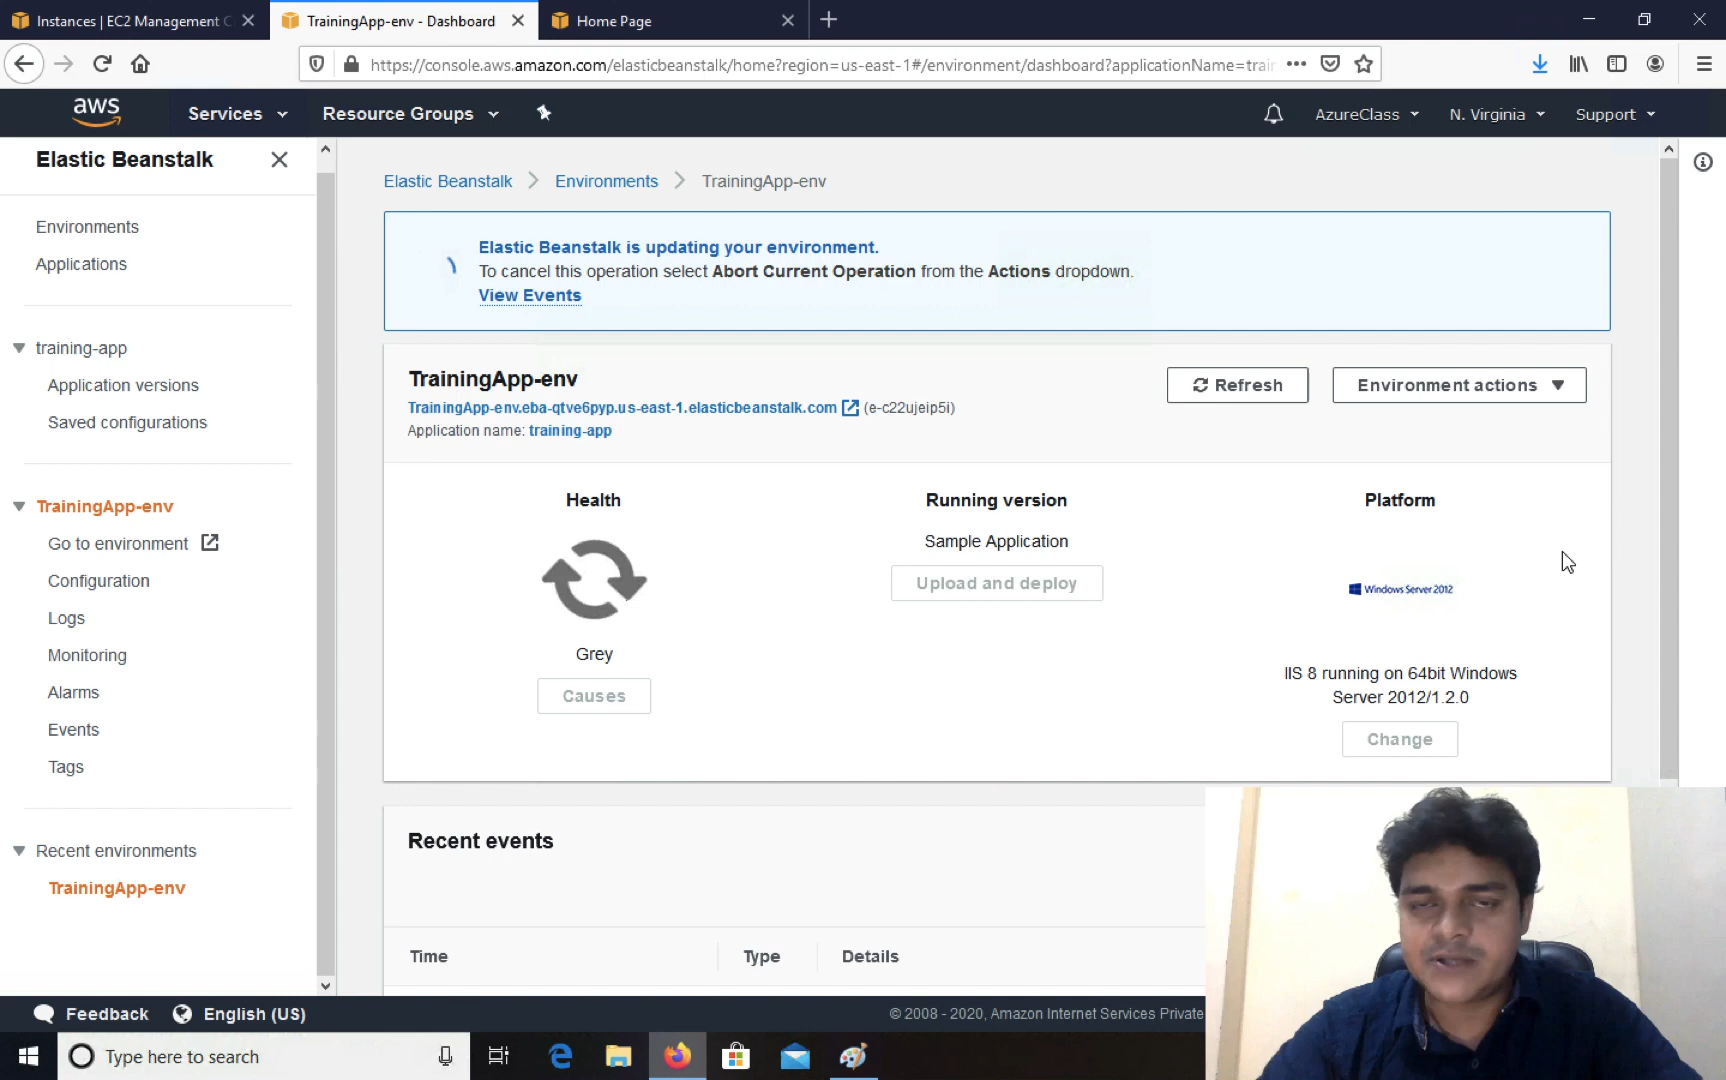 Instances | EC2 Management C
TrainingApp-env - Dashboard
Home Page
https://console.aws.amazon.com/elasticbeanstalk/home?region=us-east-1#/environment/dashboard?applicationName=trai
aws
Services
Resource Groups
AzureClass
N. Virginia
Support
Elastic Beanstalk
Environments
Applications
training-app
Application versions
Saved configurations
TrainingApp-env
Go to environment
Configuration
Logs
Monitoring
Alarms
Events
Tags
Recent environments
TrainingApp-env
Elastic Beanstalk
Environments
TrainingApp-env
Elastic Beanstalk is updating your environment.
To cancel this operation select Abort Current Operation from the Actions dropdown.
View Events
TrainingApp-env
TrainingApp-env.eba-qtve6pyp.us-east-1.elasticbeanstalk.com (e-c22ujeip5i)
Application name: training-app
Refresh
Environment actions
Health
Grey
Causes
Running version
Sample Application
Upload and deploy
Platform
Windows Server 2012
IIS 8 running on 64bit Windows
Server 2012/1.2.0
Change
Recent events
Time
Type
Details
Feedback
English (US)
© 2008 - 2020, Amazon Internet Services Private
Type here to search